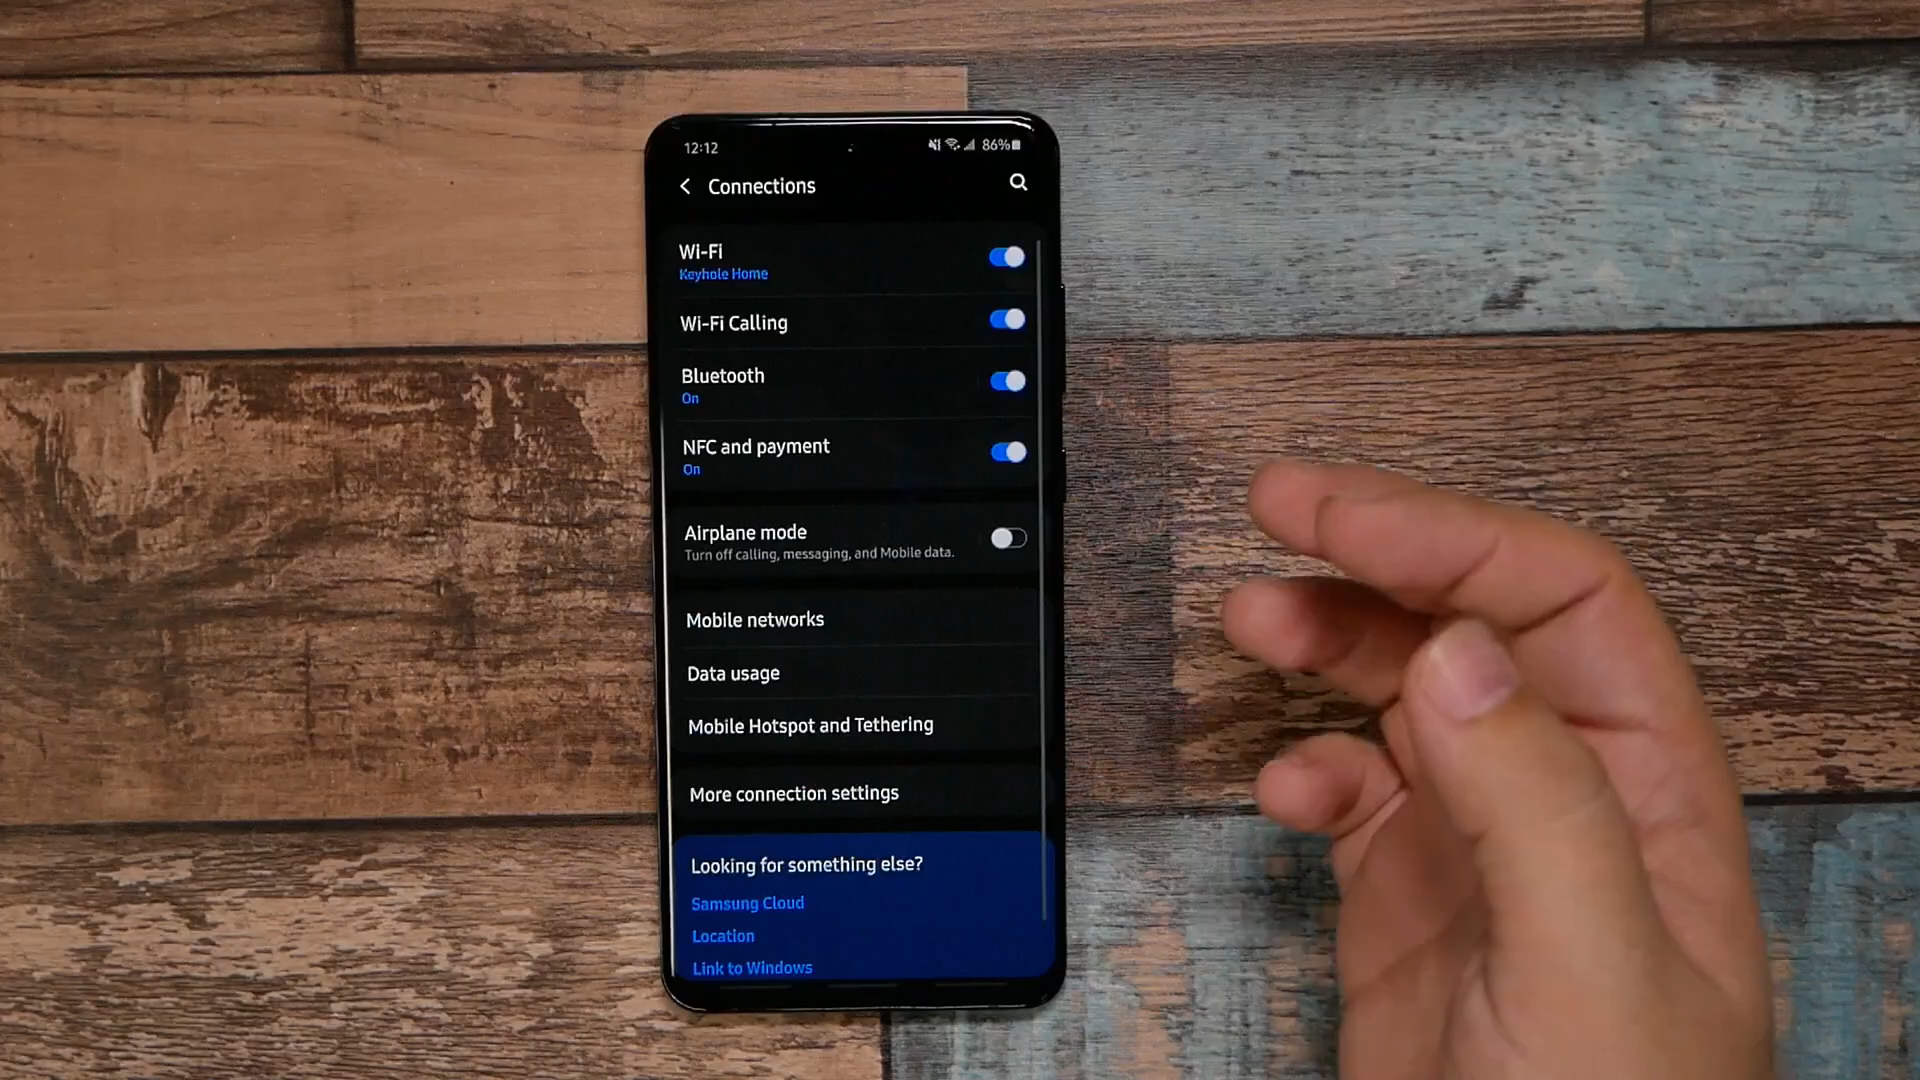 12:12
86%
Connections
Wi-Fi
Keyhole Home
Wi-Fi Calling
Bluetooth
On
NFC and payment
On
Airplane mode
Turn off calling, messaging, and Mobile data.
Mobile networks
Data usage
Mobile Hotspot and Tethering
More connection settings
Looking for something else?
Samsung Cloud
Location
Link to Windows